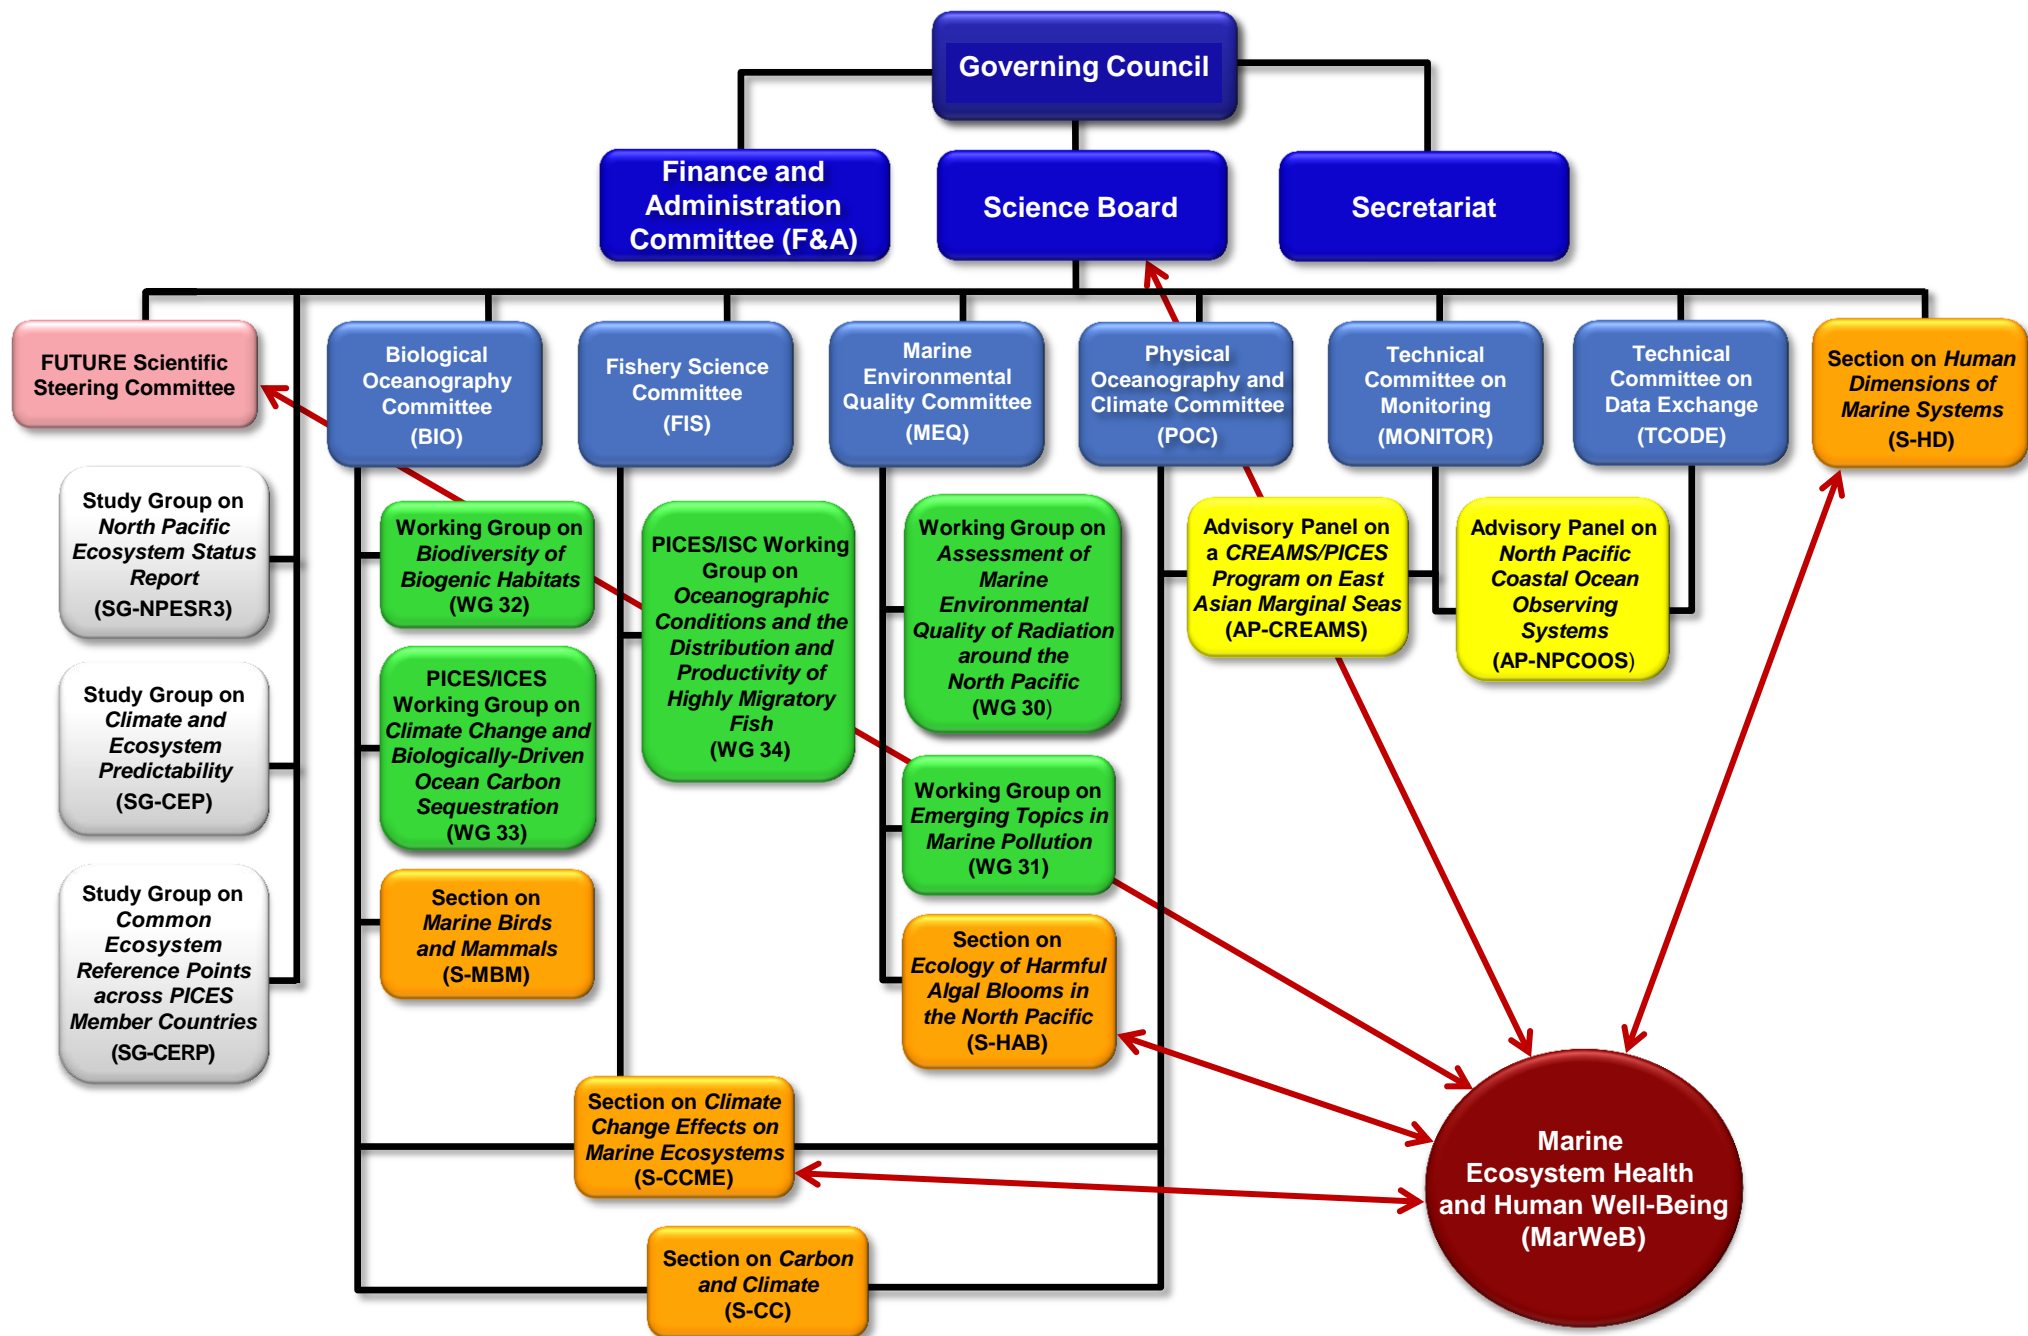 Governing Council
Finance and
Administration
Committee (F&A)
Science Board
Secretariat
FUTURE Scientific
Steering Committee
Biological
Oceanography
Committee
(BIO)
Fishery Science
Committee
(FIS)
Marine
Environmental
Quality Committee
(MEQ)
Physical
Oceanography and
Climate Committee
(POC)
Technical
Committee on
Monitoring
(MONITOR)
Technical
Committee on
Data Exchange
(TCODE)
Section on Human
Dimensions of
Marine Systems
(S-HD)
Study Group on
North Pacific
Ecosystem Status
Report
(SG-NPESR3)
Study Group on
Climate and
Ecosystem
Predictability
(SG-CEP)
Study Group on
Common
Ecosystem
Reference Points
across PICES
Member Countries
(SG-CERP)
Working Group on
Biodiversity of
Biogenic Habitats
(WG 32)
PICES/ICES
Working Group on
Climate Change and
Biologically-Driven
Ocean Carbon
Sequestration
(WG 33)
Section on
Marine Birds
and Mammals
(S-MBM)
PICES/ISC Working
Group on
Oceanographic
Conditions and the
Distribution and
Productivity of
Highly Migratory
Fish
(WG 34)
Working Group on
Assessment of
Marine
Environmental
Quality of Radiation
around the
North Pacific
(WG 30)
Working Group on
Emerging Topics in
Marine Pollution
(WG 31)
Section on
Ecology of Harmful
Algal Blooms in
the North Pacific
(S-HAB)
Advisory Panel on
a CREAMS/PICES
Program on East
Asian Marginal Seas
(AP-CREAMS)
Advisory Panel on
North Pacific
Coastal Ocean
Observing
Systems
(AP-NPCOOS)
Section on Climate
Change Effects on
Marine Ecosystems
(S-CCME)
Section on Carbon
and Climate
(S-CC)
Marine
Ecosystem Health
and Human Well-Being
(MarWeB)